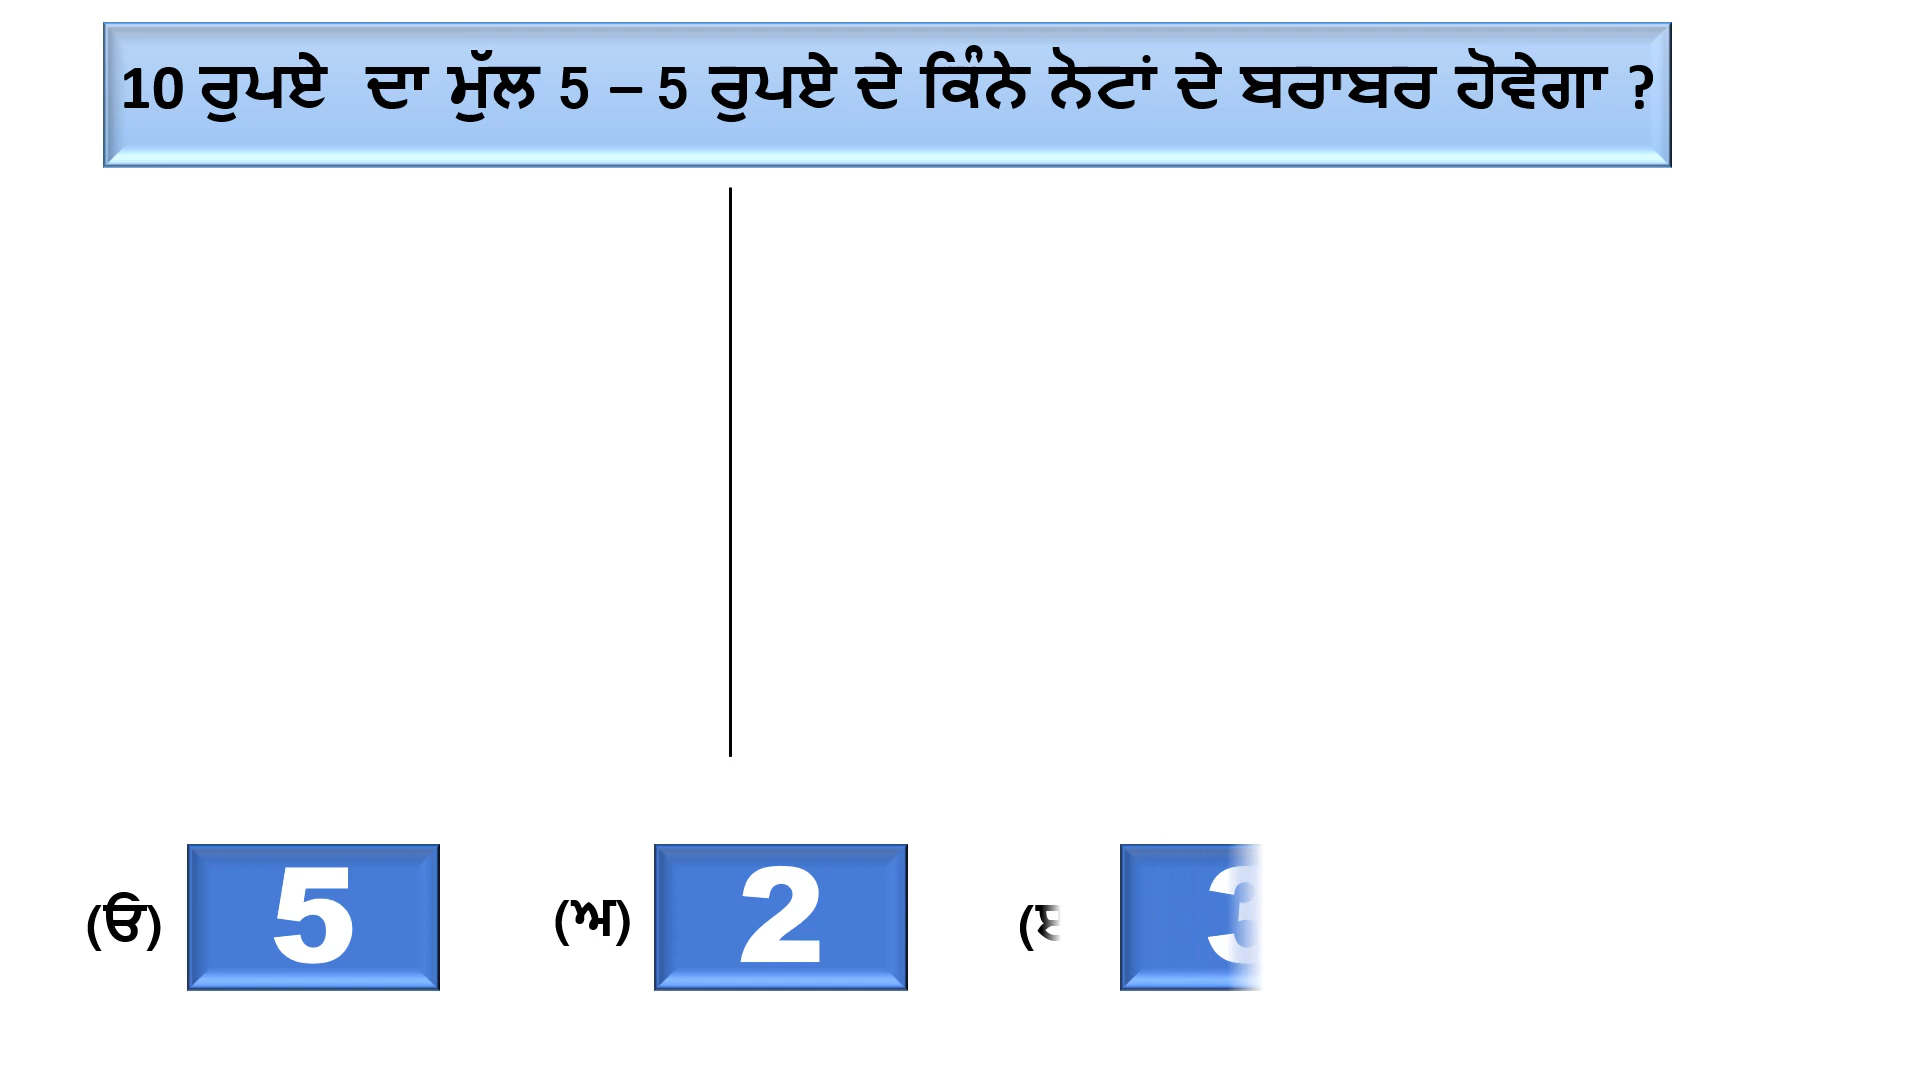 10 ਰੁਪਏ ਦਾ ਮੁੱਲ 5 – 5 ਰੁਪਏ ਦੇ ਕਿੰਨੇ ਨੋਟਾਂ ਦੇ ਬਰਾਬਰ ਹੋਵੇਗਾ ?
(ੳ) 5 (ਅ) 2